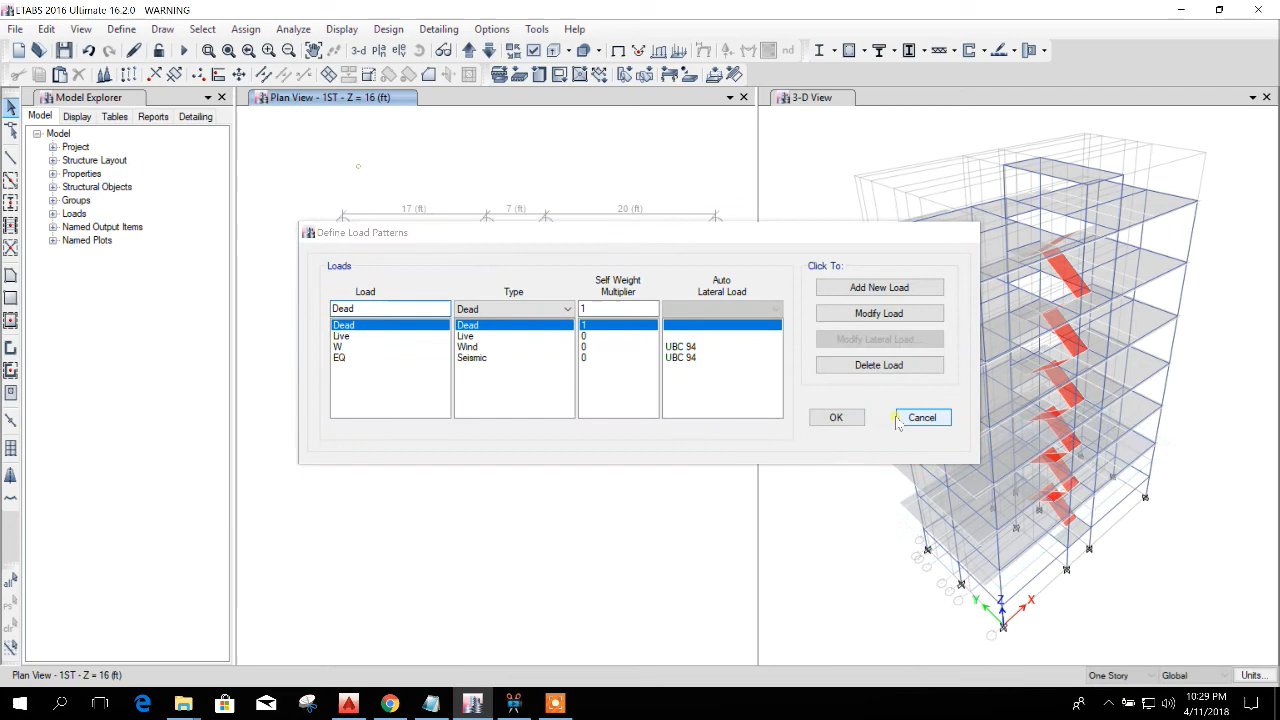 ETABS 2016 Ultimate 16.2.0 WARNING
File Edit View Define Draw Select Assign Analyze Display Design Detailing Options Tools Help
3-d nd
Model Explorer
Plan View - 1ST - Z = 16 (ft)
3-D View
Model Display Tables Reports Detailing
Model
Project
Structure Layout
Properties
Structural Objects
Groups
Loads
Named Output Items
Named Plots
17 (ft) 7 (ft) 20 (ft)
Define Load Patterns
Loads
Click To:
Load Type Self Weight Multiplier Auto Lateral Load
Dead Dead 1
Dead Dead 1
Live Live 0
W Wind 0 UBC 94
EQ Seismic 0 UBC 94
Add New Load
Modify Load
Modify Lateral Load...
Delete Load
OK Cancel
Y Z X
all
PS
clr
Plan View - 1ST - Z = 16 (ft)
One Story Global Units...
10:29 PM
4/11/2018